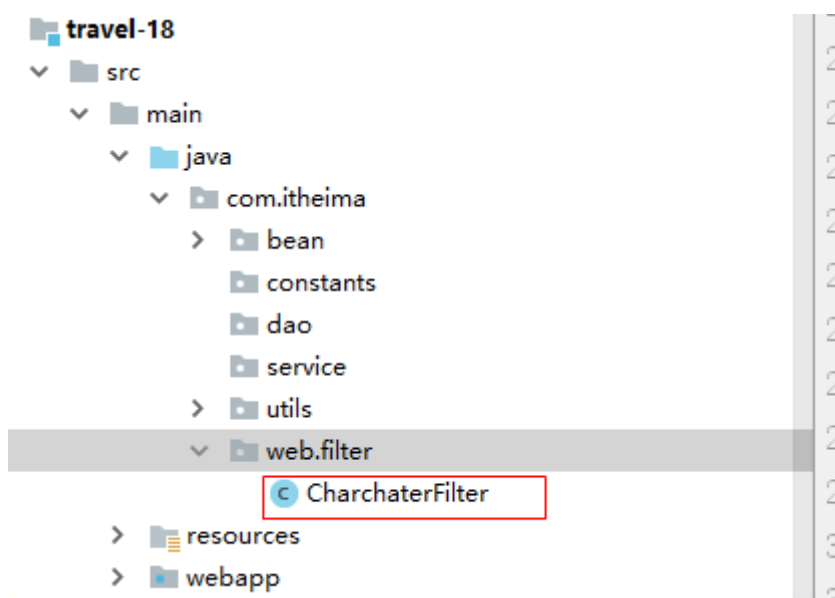 travel-18
src
main
java
com.itheima
bean
constants
dao
service
utils
web.filter
C CharchaterFilter
resources
webapp